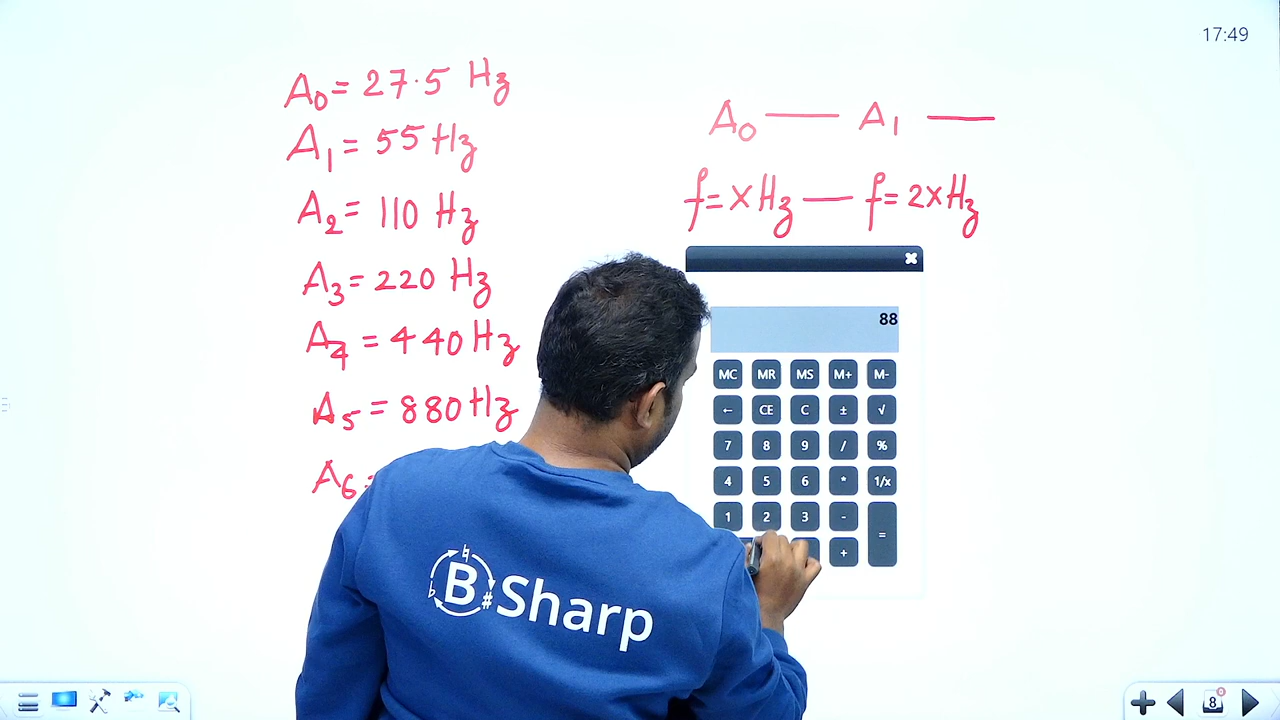 17:49
A₀ = 27.5 Hz
A₁ = 55 Hz
A₂ = 110 Hz
A₃ = 220 Hz
A₄ = 440 Hz
A₅ = 880 Hz
A₆ =
A₀ — A₁ —
f = x Hz — f = 2x Hz
88
MC MR MS M+ M-
← CE C ± √
7 8 9 / %
4 5 6 * 1/x
1 2 3 - =
+
B# Sharp
8